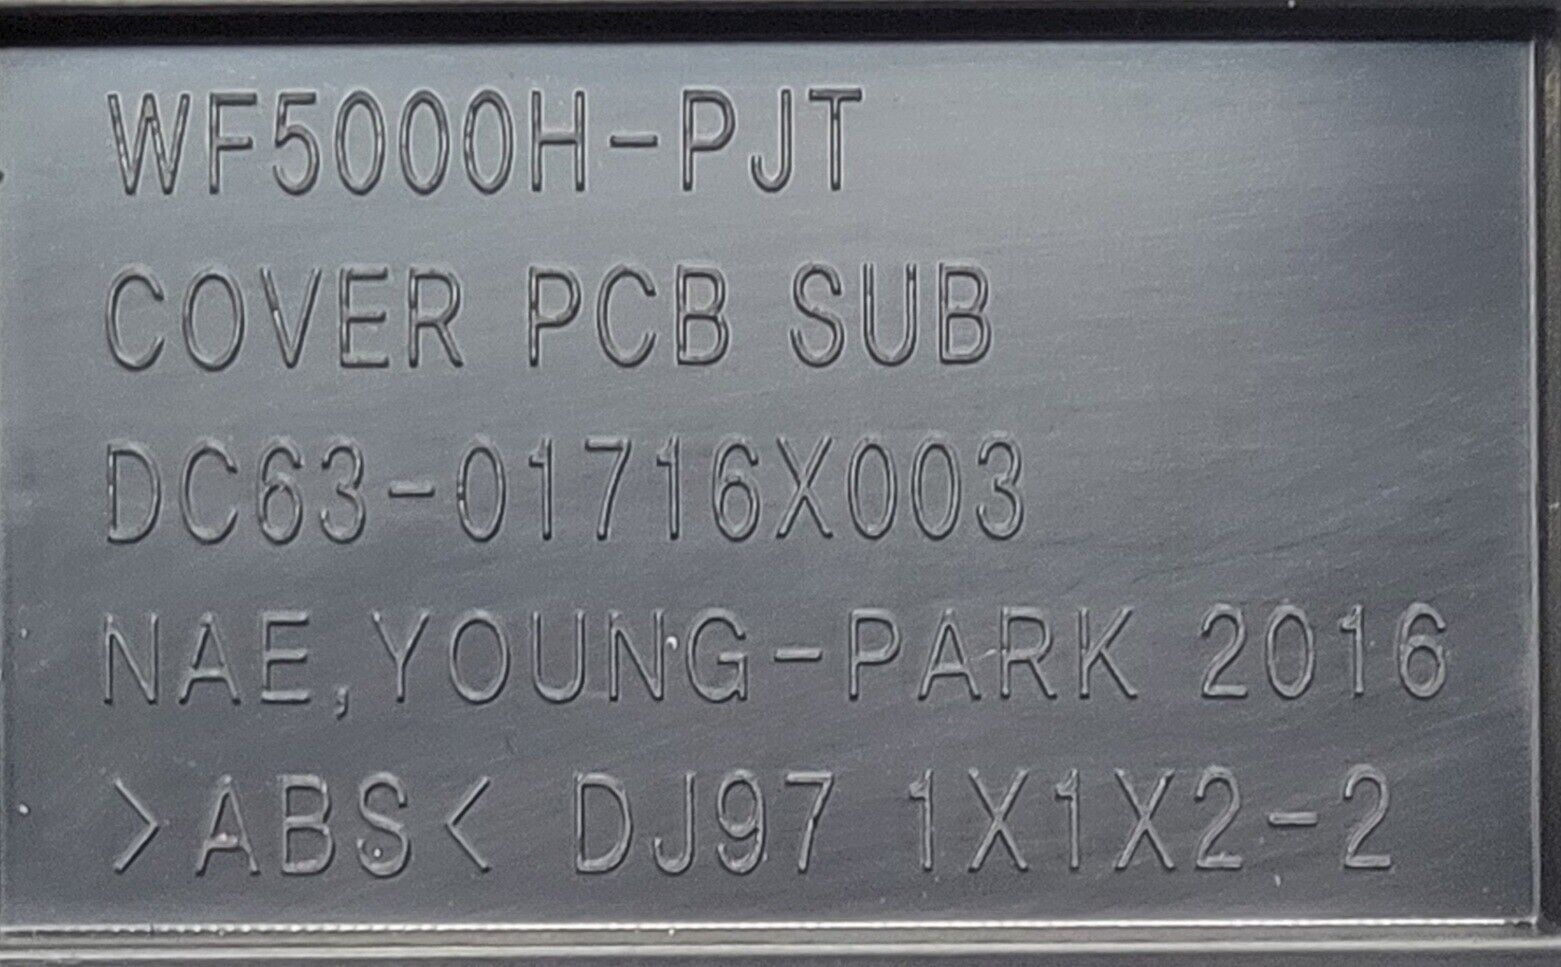 WF5000H-PJT
COVER PCB SUB
DC63-01716X003
NAE,YOUNG-PARK 2016
>ABS< DJ97 1X1X2-2